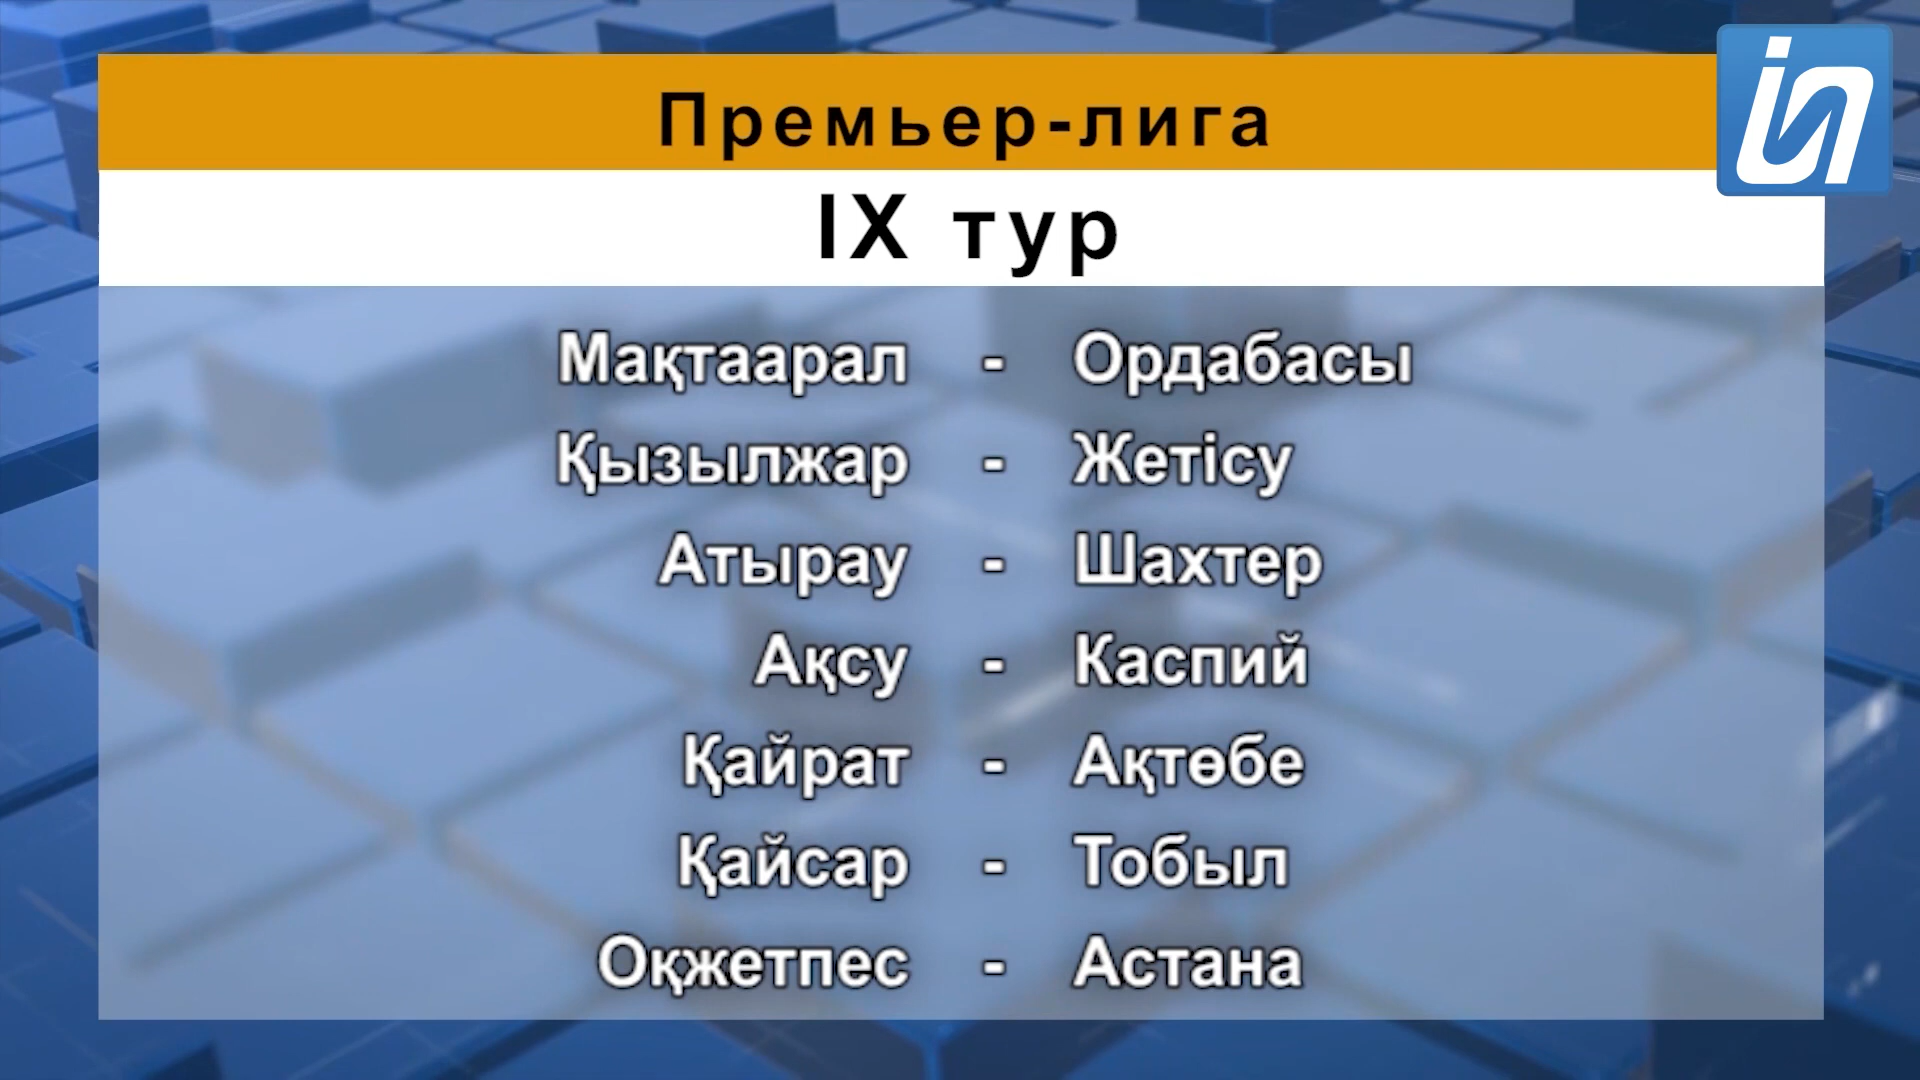 Премьер-лига
IX тур
Мақтаарал - Ордабасы
Қызылжар - Жетісу
Атырау - Шахтер
Ақсу - Каспий
Қайрат - Ақтөбе
Қайсар - Тобыл
Оқжетпес - Астана